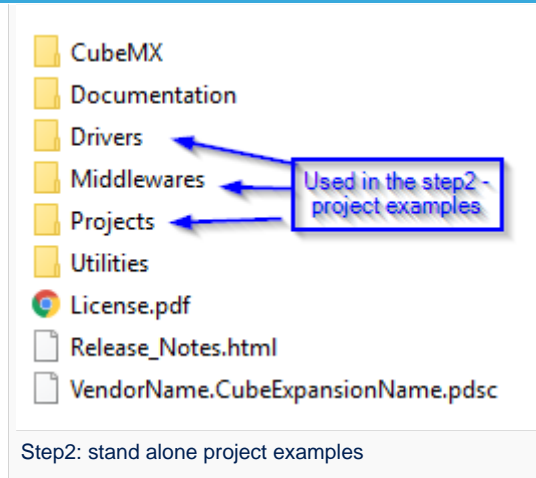 CubeMX
Documentation
Drivers
Middlewares
Used in the step2 -
project examples
Projects
Utilities
License.pdf
Release_Notes.html
VendorName.CubeExpansionName.pdsc
Step2: stand alone project examples